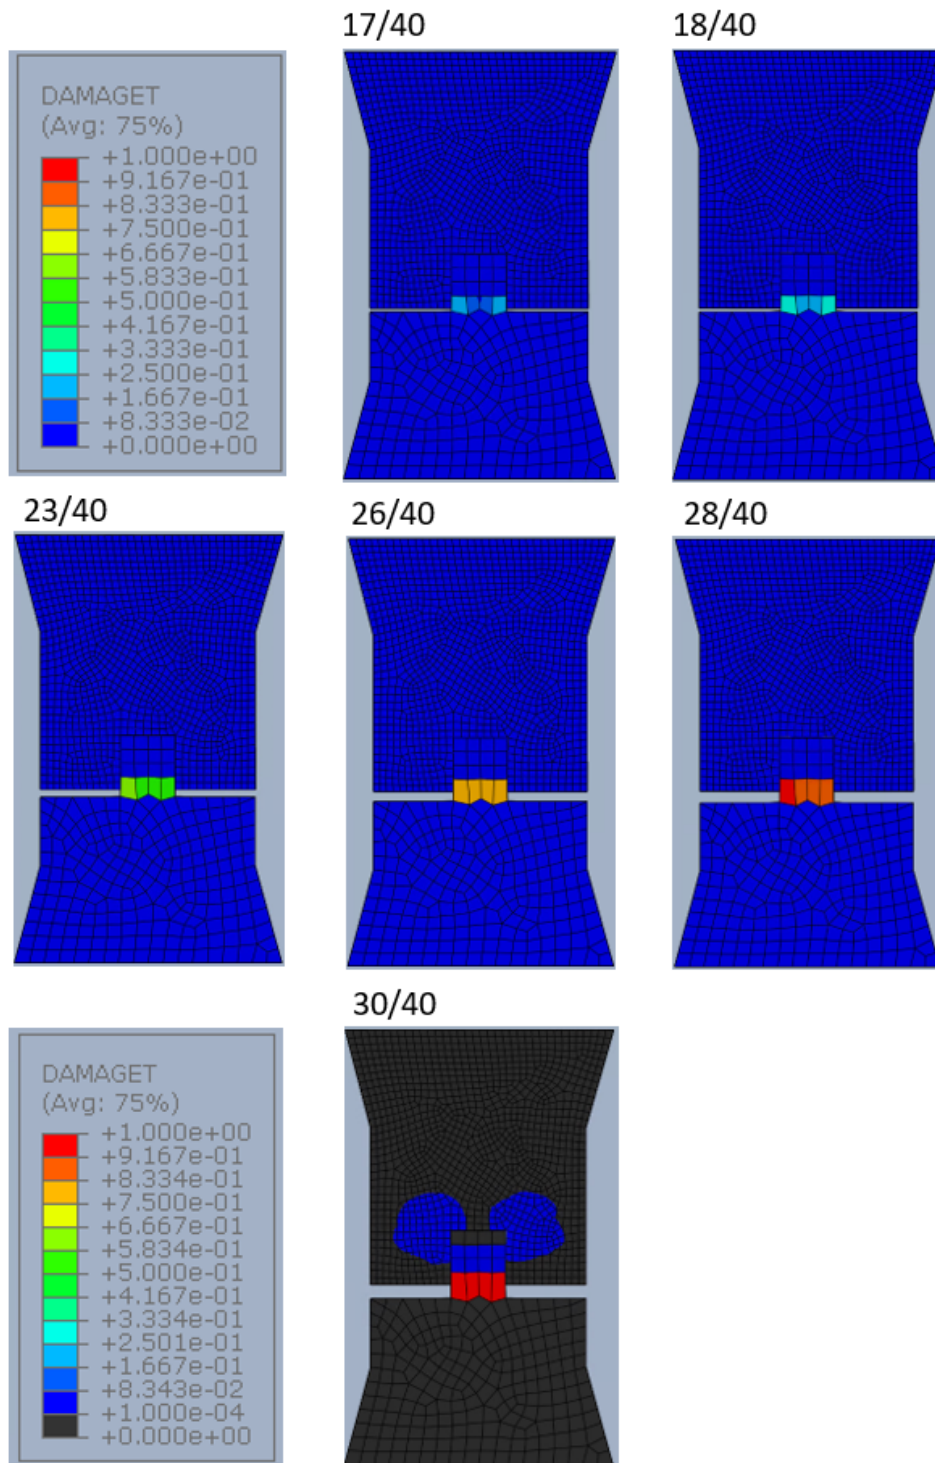 17/40
18/40
DAMAGET
(Avg: 75%)
+1.000e+00
+9.167e-01
+8.333e-01
+7.500e-01
+6.667e-01
+5.833e-01
+5.000e-01
+4.167e-01
+3.333e-01
+2.500e-01
+1.667e-01
+8.333e-02
+0.000e+00
23/40
26/40
28/40
30/40
DAMAGET
(Avg: 75%)
+1.000e+00
+9.167e-01
+8.334e-01
+7.500e-01
+6.667e-01
+5.834e-01
+5.000e-01
+4.167e-01
+3.334e-01
+2.501e-01
+1.667e-01
+8.343e-02
+1.000e-04
+0.000e+00